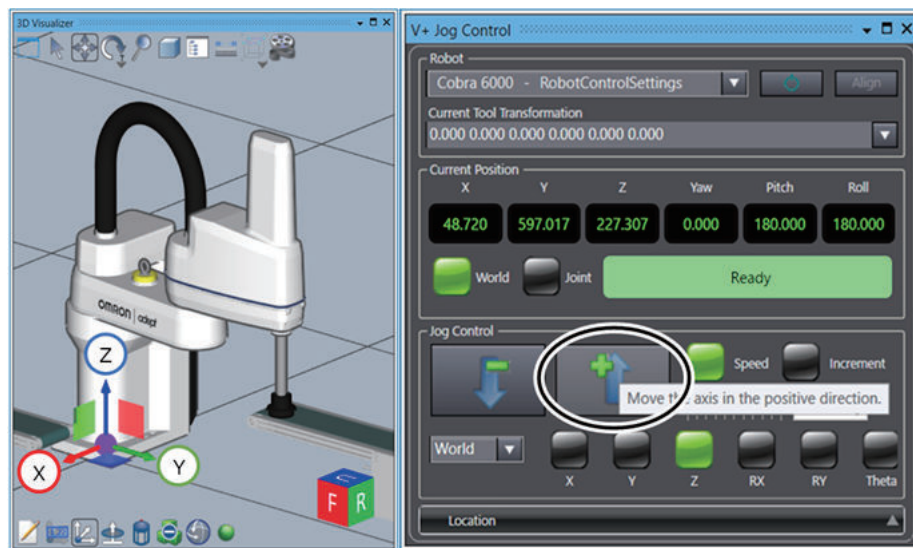 3D Visualizer
OMRON adept
Z
X
Y
F
R
V+ Jog Control
Robot
Cobra 6000 - RobotControlSettings
Align
Current Tool Transformation
0.000 0.000 0.000 0.000 0.000 0.000
Current Position
X Y Z Yaw Pitch Roll
48.720 597.017 227.307 0.000 180.000 180.000
World Joint Ready
Jog Control
Speed Increment
Move the axis in the positive direction.
World
X Y Z RX RY Theta
Location